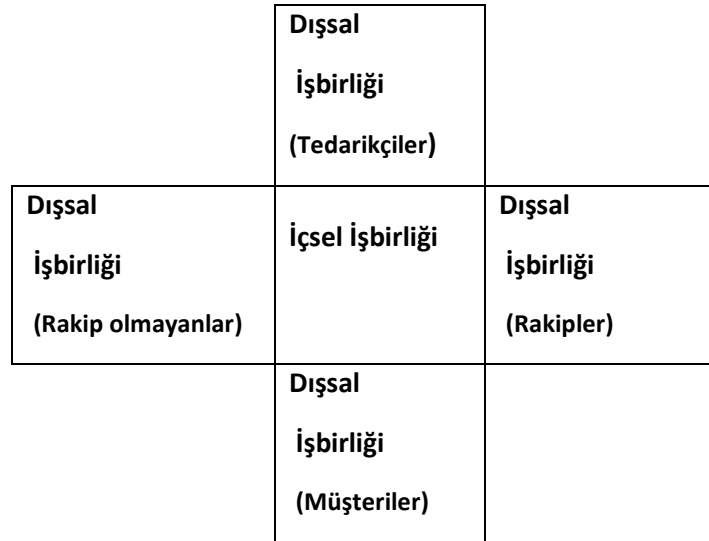 Dışsal
İşbirliği
(Tedarikçiler)
Dışsal
İşbirliği
(Rakip olmayanlar)
İçsel İşbirliği
Dışsal
İşbirliği
(Rakipler)
Dışsal
İşbirliği
(Müşteriler)